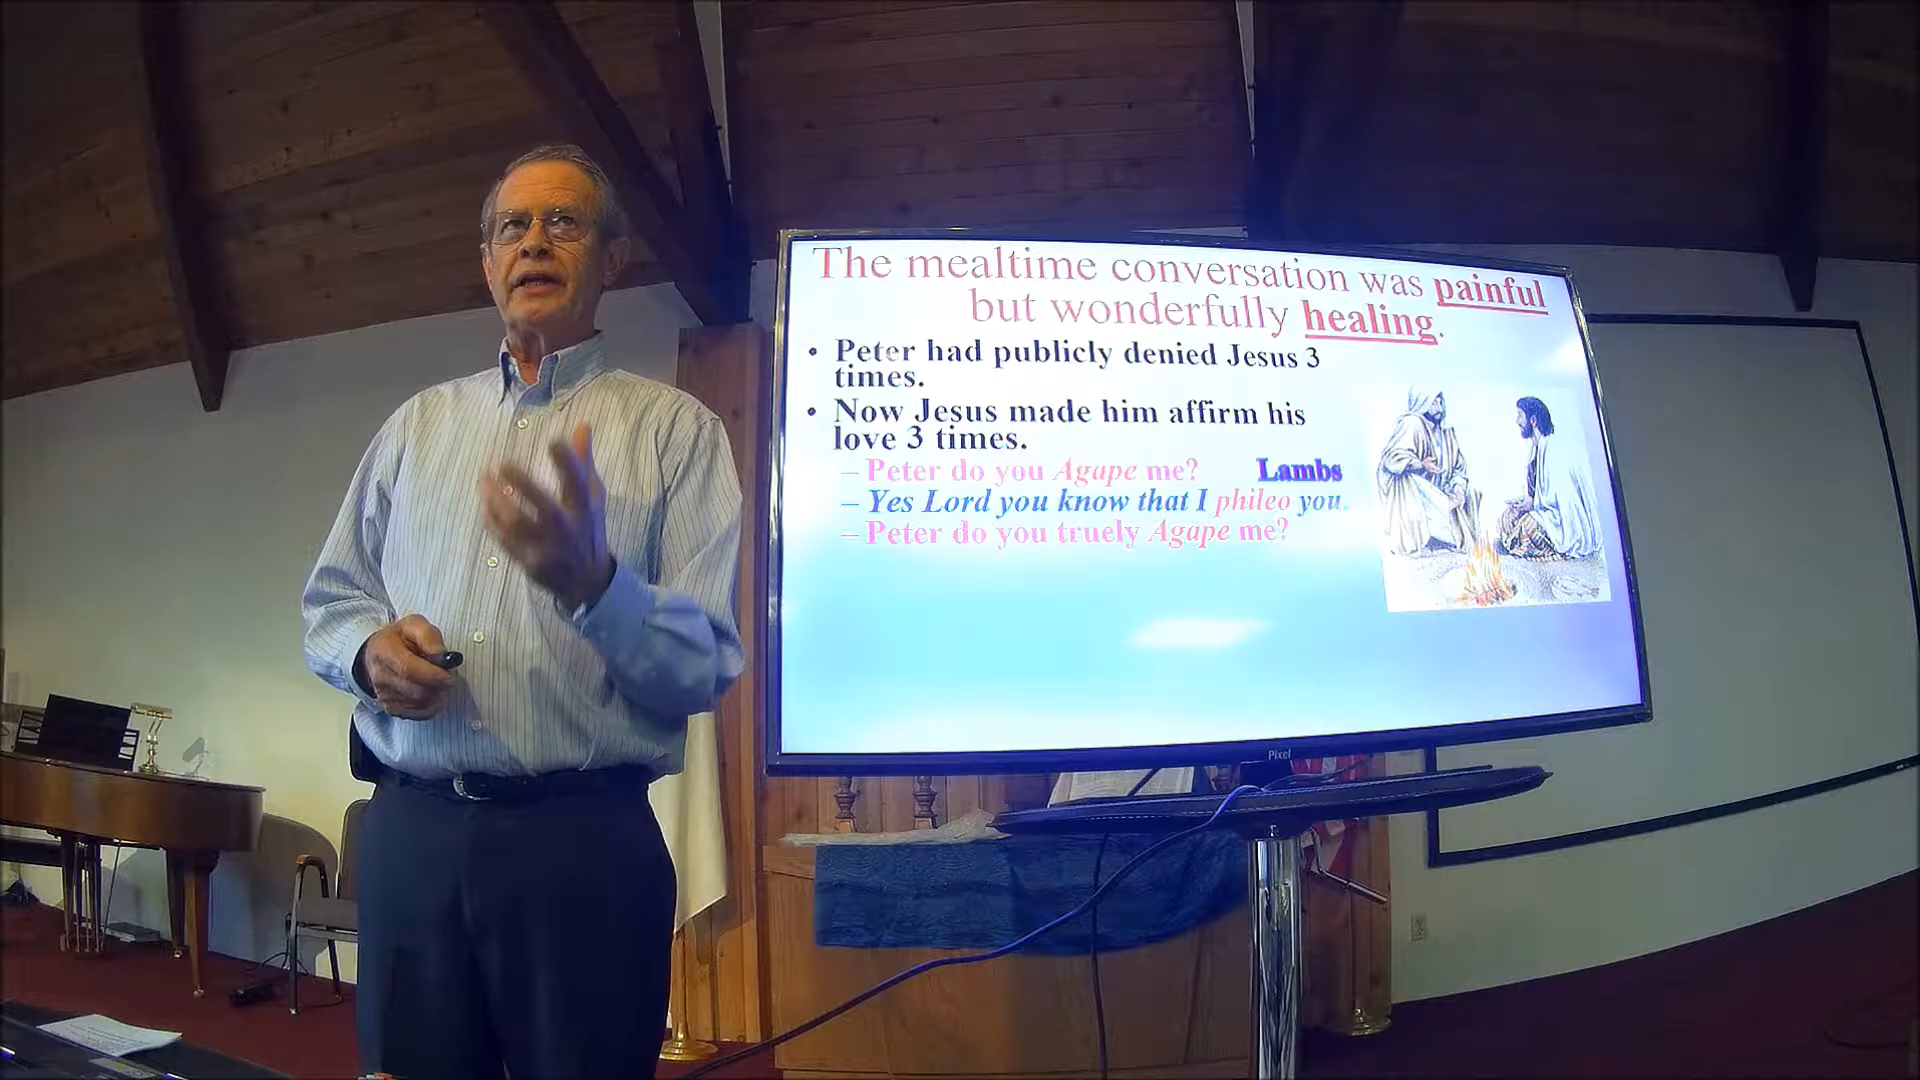 The mealtime conversation was painful
but wonderfully healing.
• Peter had publicly denied Jesus 3
times.
• Now Jesus made him affirm his
love 3 times.
– Peter do you Agape me? Lambs
– Yes Lord you know that I phileo you.
– Peter do you truely Agape me?
Pixel